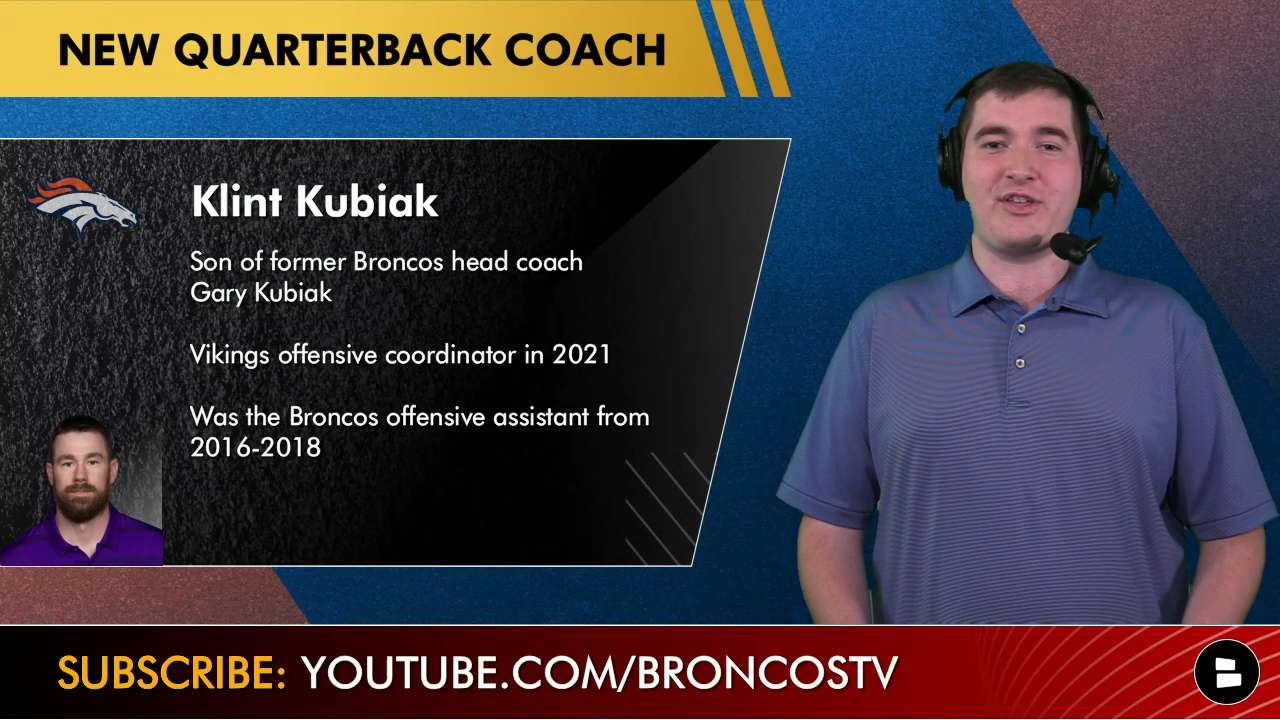 NEW QUARTERBACK COACH
Klint Kubiak
Son of former Broncos head coach
Gary Kubiak
Vikings offensive coordinator in 2021
Was the Broncos offensive assistant from
2016-2018
SUBSCRIBE: YOUTUBE.COM/BRONCOSTV